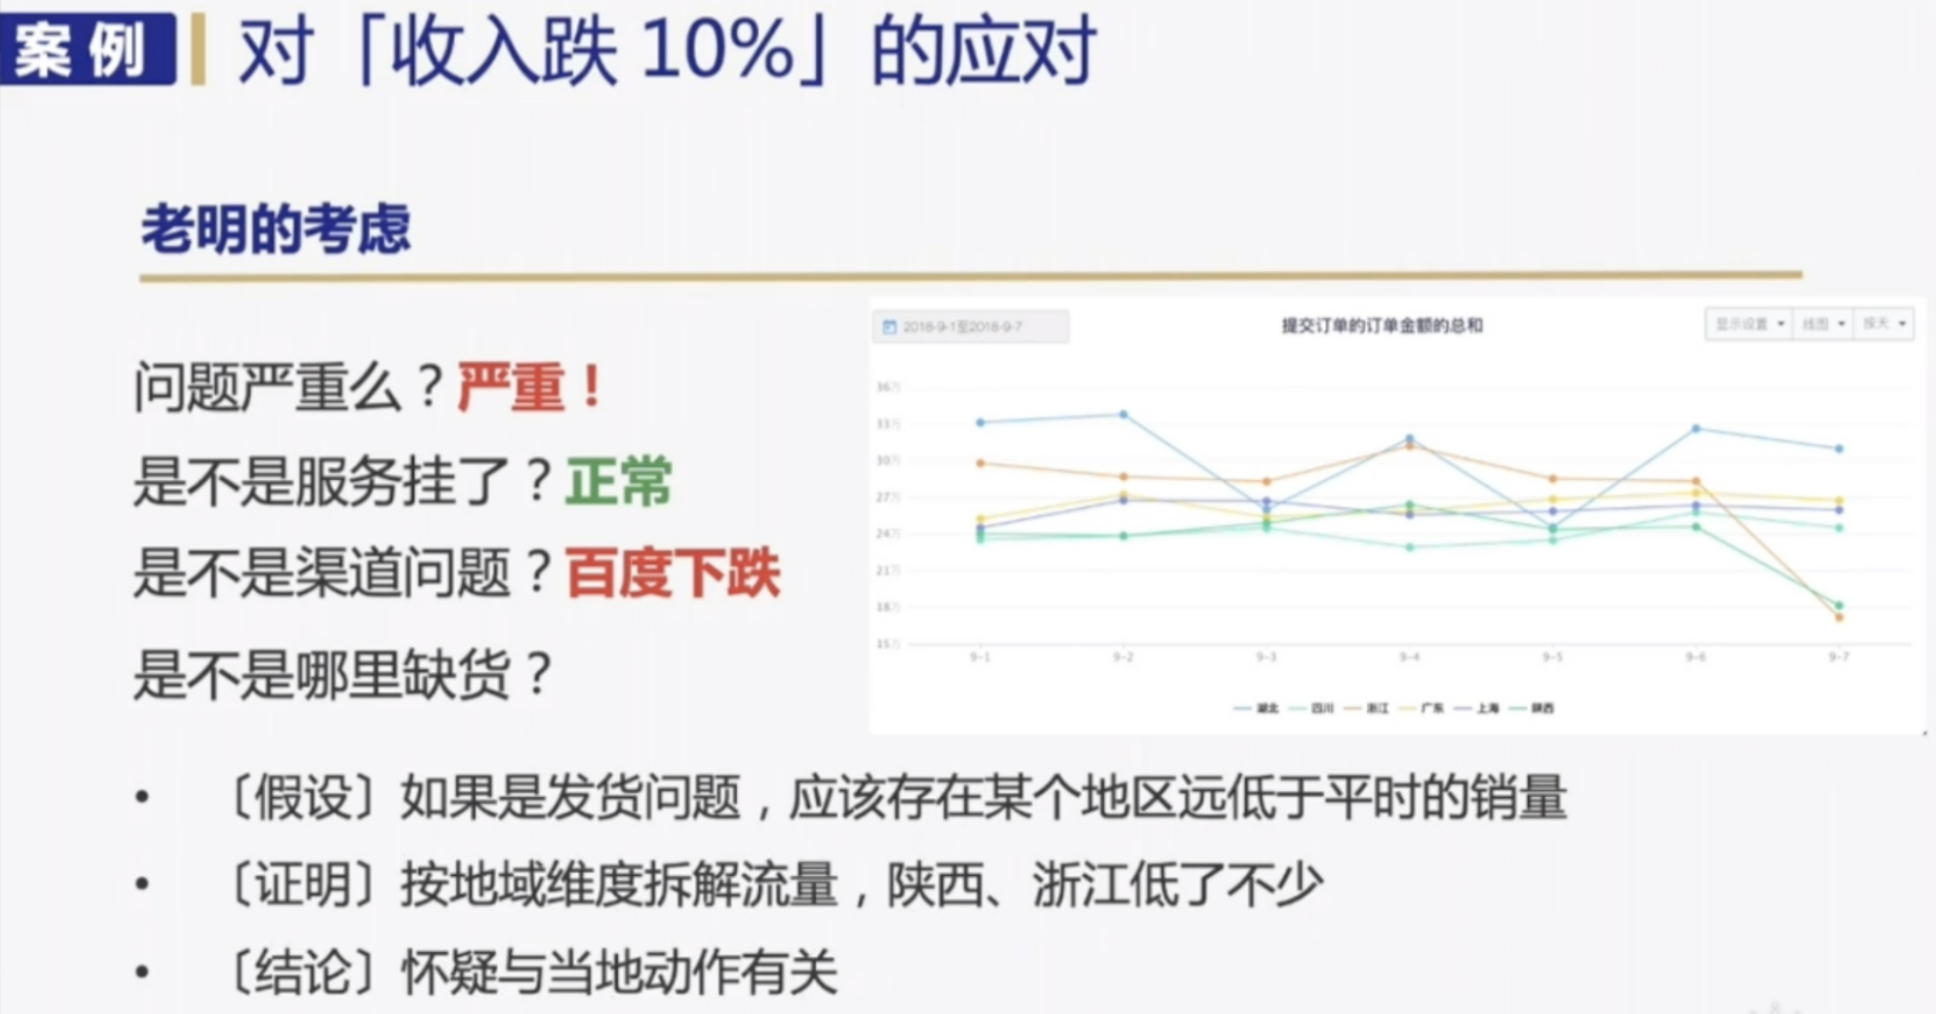 案例 对「收入跌 10%」的应对
老明的考虑
问题严重么？严重！
是不是服务挂了？正常
是不是渠道问题？百度下跌
是不是哪里缺货？
2018-9-1至2018-9-7
提交订单的订单金额的总和
显示设置 线图 按天
36万
33万
30万
27万
24万
21万
18万
15万
9-1 9-2 9-3 9-4 9-5 9-6 9-7
湖北 四川 浙江 广东 上海 陕西
• 〔假设〕如果是发货问题，应该存在某个地区远低于平时的销量
• 〔证明〕按地域维度拆解流量，陕西、浙江低了不少
• 〔结论〕怀疑与当地动作有关